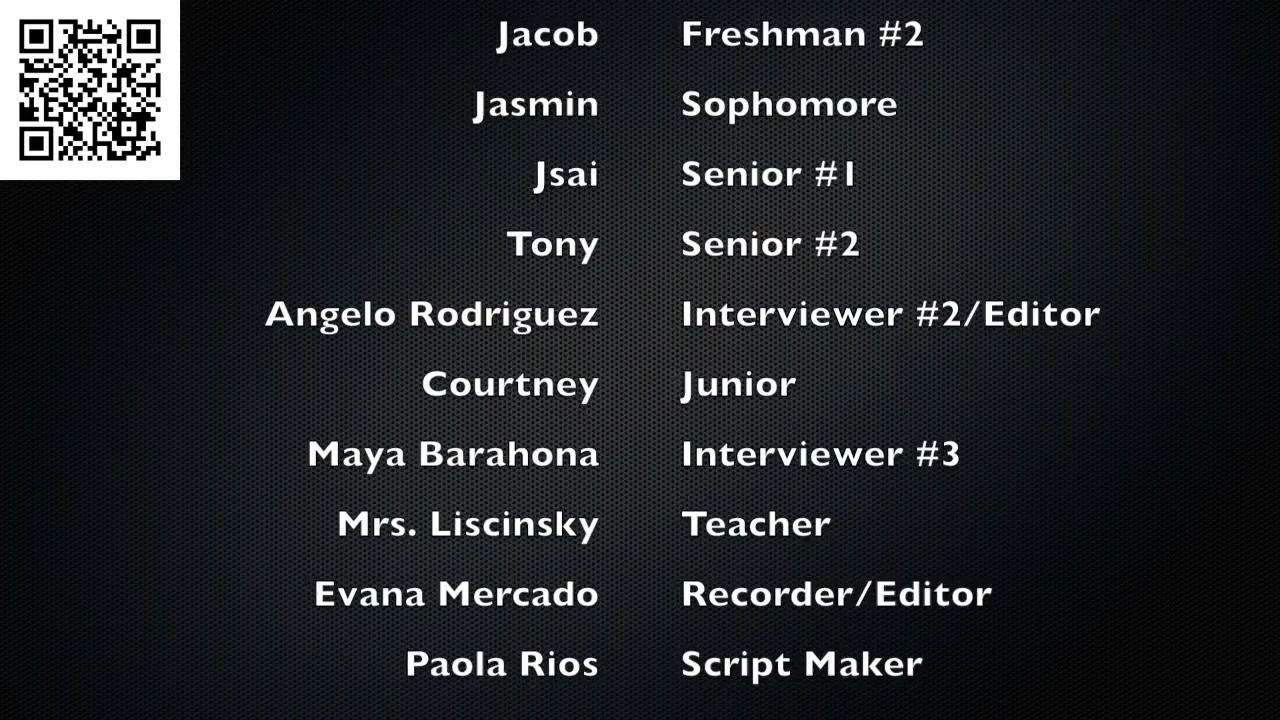 Jacob Freshman #2
Jasmin Sophomore
Jsai Senior #1
Tony Senior #2
Angelo Rodriguez Interviewer #2/Editor
Courtney Junior
Maya Barahona Interviewer #3
Mrs. Liscinsky Teacher
Evana Mercado Recorder/Editor
Paola Rios Script Maker